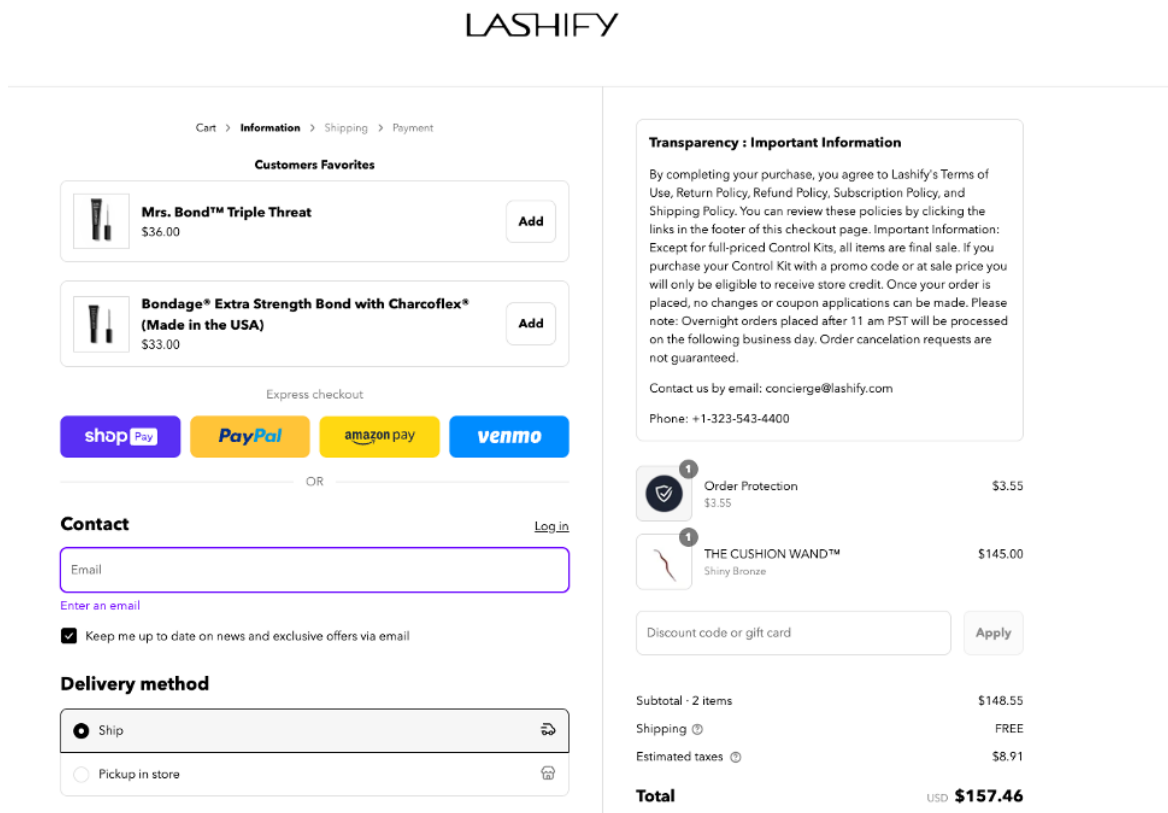 LASHIFY
Cart > Information > Shipping > Payment
Customers Favorites
Mrs. Bond™ Triple Threat
$36.00
Add
Bondage® Extra Strength Bond with Charcoflex®
(Made in the USA)
$33.00
Add
Express checkout
shop Pay
PayPal
amazon pay
venmo
OR
Contact
Log in
Email
Enter an email
Keep me up to date on news and exclusive offers via email
Delivery method
Ship
Pickup in store
Transparency : Important Information
By completing your purchase, you agree to Lashify's Terms of
Use, Return Policy, Refund Policy, Subscription Policy, and
Shipping Policy. You can review these policies by clicking the
links in the footer of this checkout page. Important Information:
Except for full-priced Control Kits, all items are final sale. If you
purchase your Control Kit with a promo code or at sale price you
will only be eligible to receive store credit. Once your order is
placed, no changes or coupon applications can be made. Please
note: Overnight orders placed after 11 am PST will be processed
on the following business day. Order cancelation requests are
not guaranteed.
Contact us by email: concierge@lashify.com
Phone: +1-323-543-4400
1
Order Protection
$3.55
$3.55
1
THE CUSHION WAND™
Shiny Bronze
$145.00
Discount code or gift card
Apply
Subtotal · 2 items $148.55
Shipping FREE
Estimated taxes $8.91
Total USD $157.46